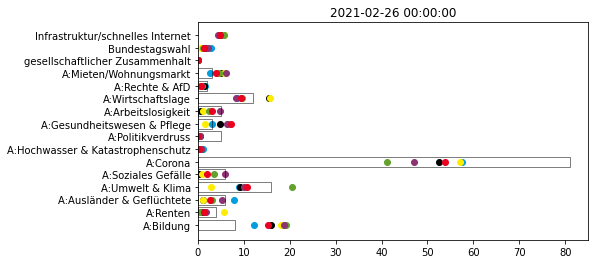 2021-02-26 00:00:00
Infrastruktur/schnelles Internet
Bundestagswahl
gesellschaftlicher Zusammenhalt
A:Mieten/Wohnungsmarkt
A:Rechte & AfD
A:Wirtschaftslage
A:Arbeitslosigkeit
A:Gesundheitswesen & Pflege
A:Politikverdruss
A:Hochwasser & Katastrophenschutz
A:Corona
A:Soziales Gefälle
A:Umwelt & Klima
A:Ausländer & Geflüchtete
A:Renten
A:Bildung
0 10 20 30 40 50 60 70 80